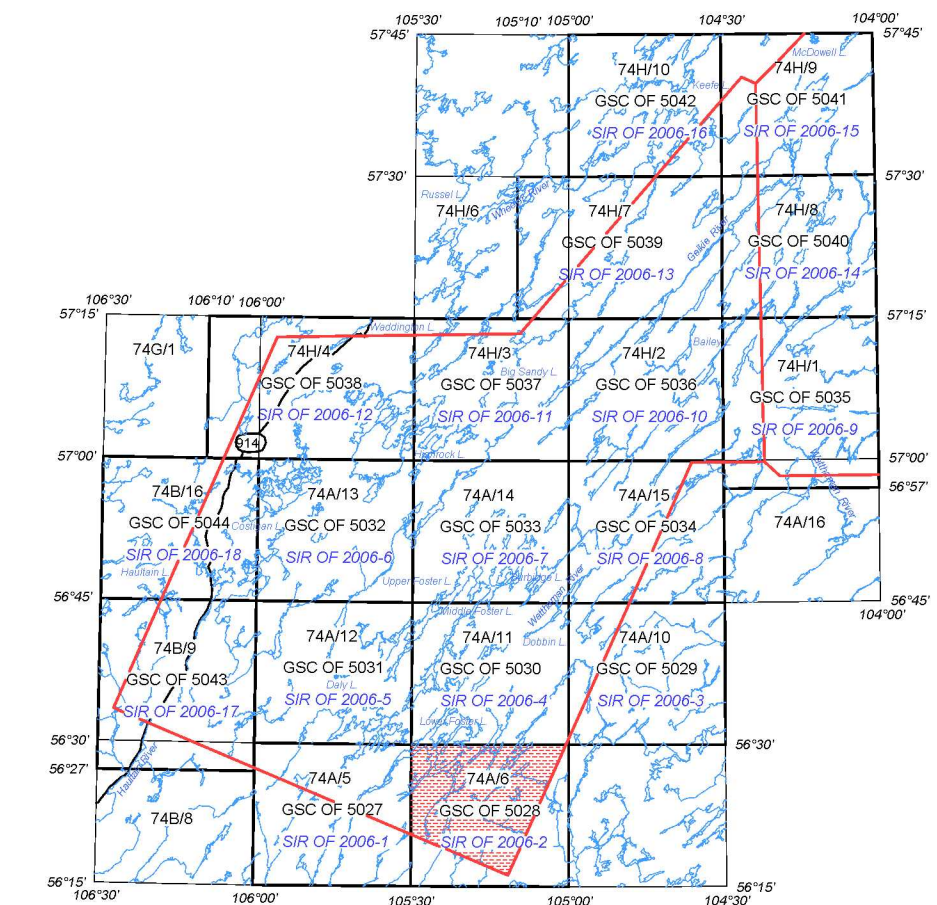 105°30' 105°10' 105°00' 104°30' 104°00'
57°45' 57°45'
McDowell L.
74H/10 74H/9
Keefe L.
GSC OF 5042 GSC OF 5041
SIR OF 2006-16 SIR OF 2006-15
57°30' 57°30'
Russel L.
Wheeler River
74H/6 74H/7 74H/8
Geikie River
GSC OF 5039 GSC OF 5040
SIR OF 2006-13 SIR OF 2006-14
106°30' 106°10' 106°00'
57°15' 57°15'
Waddington L.
Bailey L.
74G/1 74H/4 74H/3 74H/2 74H/1
Big Sandy L.
GSC OF 5038 GSC OF 5037 GSC OF 5036 GSC OF 5035
SIR OF 2006-12 SIR OF 2006-11 SIR OF 2006-10 SIR OF 2006-9
914
57°00' 57°00'
Wathaman River
56°57'
74B/16 74A/13 74A/14 74A/15 74A/16
GSC OF 5044 GSC OF 5032 GSC OF 5033 GSC OF 5034
Costigan L.
SIR OF 2006-18 SIR OF 2006-6 SIR OF 2006-7 SIR OF 2006-8
Haultain L.
Upper Foster L. Burbidge L.
56°45' 56°45'
104°00'
Middle Foster L. Wathaman River
74B/9 74A/12 74A/11 74A/10
Dobbin L.
GSC OF 5043 GSC OF 5031 GSC OF 5030 GSC OF 5029
Daly L.
SIR OF 2006-17 SIR OF 2006-5 SIR OF 2006-4 SIR OF 2006-3
Lower Foster L.
56°30' 56°30'
56°27'
Haultain River
74A/5 74A/6
GSC OF 5027 GSC OF 5028
74B/8
SIR OF 2006-1 SIR OF 2006-2
56°15' 56°15'
106°30' 106°00' 105°30' 105°00' 104°30'